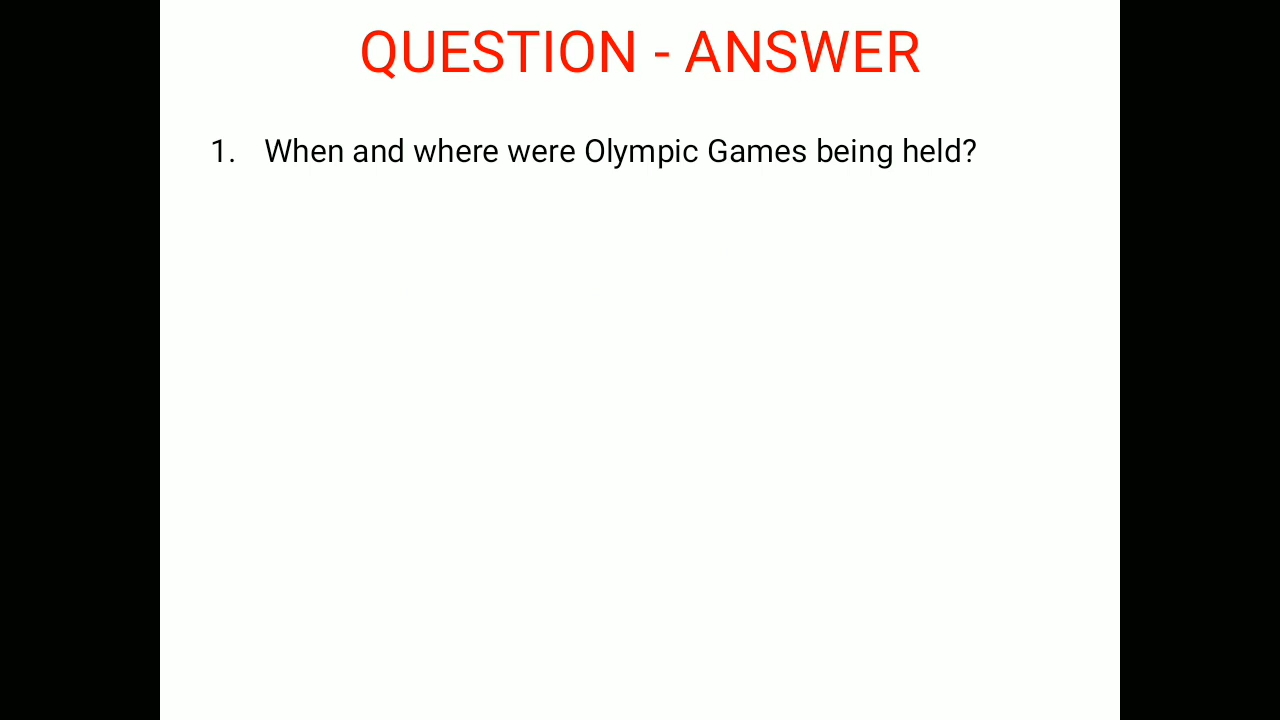 QUESTION - ANSWER
1. When and where were Olympic Games being held?